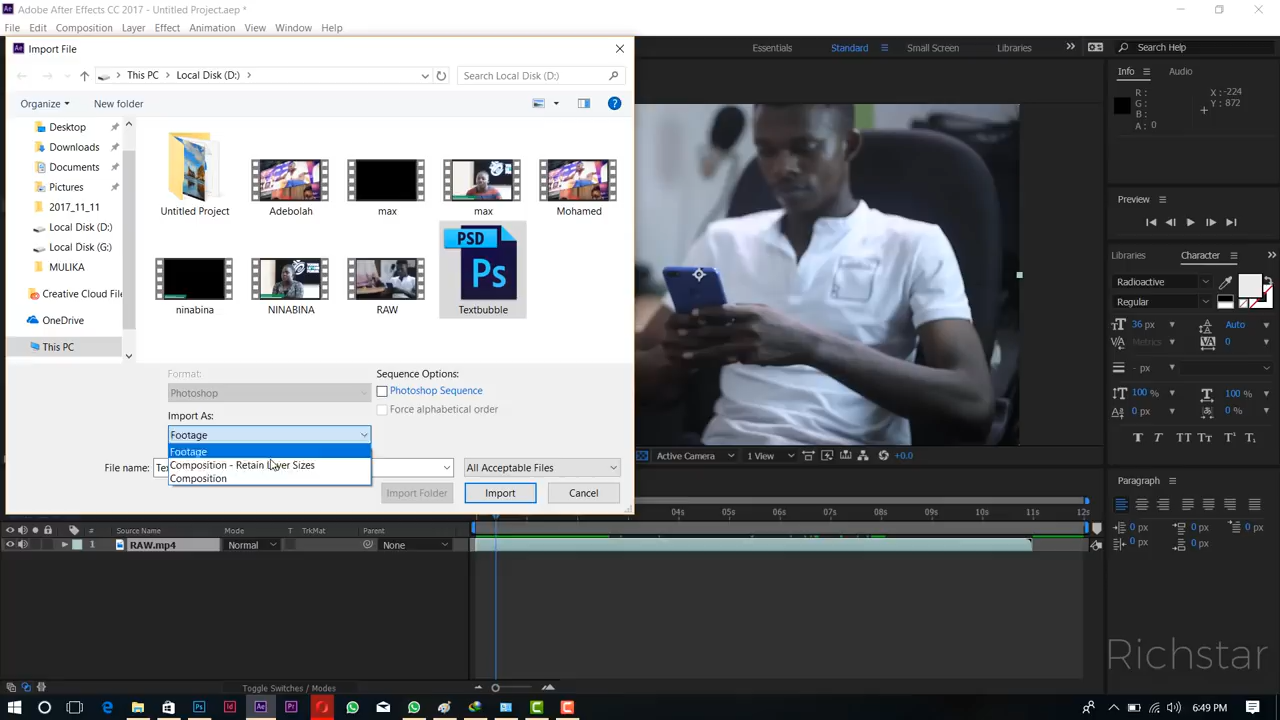 Adobe After Effects CC 2017 - Untitled Project.aep *
File Edit Composition Layer Effect Animation View Window Help
Import File
Essentials Standard Small Screen Libraries Search Help
This PC Local Disk (D:) Search Local Disk (D:)
Organize New folder
Info Audio
R: X: -224
G: Y: 872
B:
A: 0
Desktop
Downloads
Documents
Pictures
2017_11_11
Local Disk (D:)
Local Disk (G:)
MULIKA
Creative Cloud Fil
OneDrive
This PC
Untitled Project Adebolah max max Mohamed
PSD
Ps
ninabina NINABINA RAW Textbubble
Preview
Libraries Character
Radioactive
Regular
36 px Auto
Metrics 0
- px
100 % 100 %
0 px 0 %
T T TT Tt T T
Format: Sequence Options:
Photoshop Photoshop Sequence
Import As: Force alphabetical order
Footage
Footage
Composition - Retain Layer Sizes
Composition
File name: Te All Acceptable Files
Import Folder Import Cancel
Active Camera 1 View +0.0
Paragraph
0 px 0 px 0 px
0 px 0 px
04s 05s 06s 07s 08s 09s 10s 11s 12s
# Source Name Mode T TrkMat Parent
1 RAW.mp4 Normal None
Toggle Switches / Modes
Richstar
6:49 PM